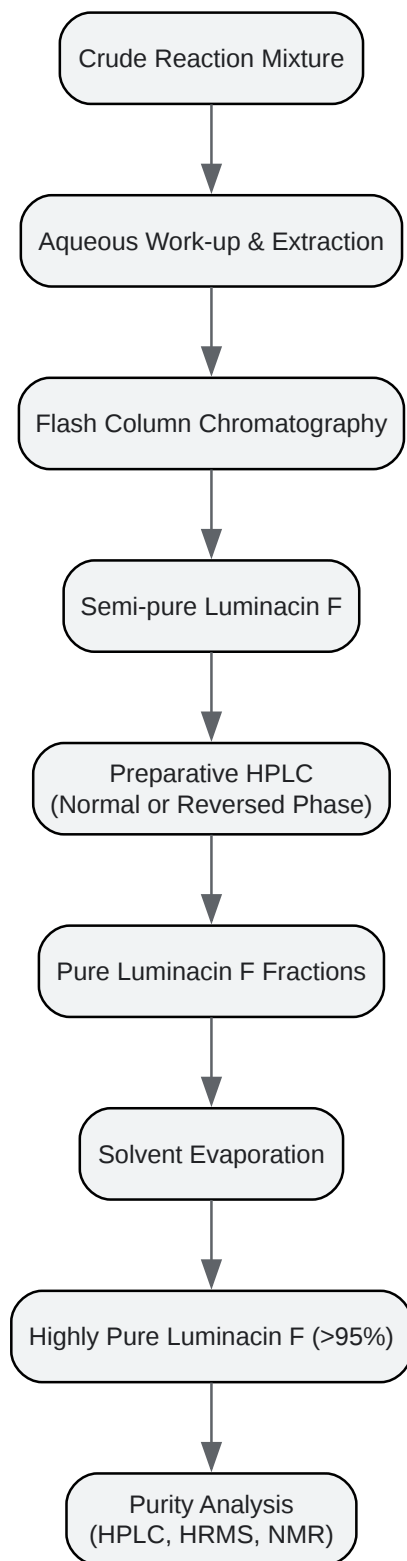 Crude Reaction Mixture
Aqueous Work-up & Extraction
Flash Column Chromatography
Semi-pure Luminacin F
Preparative HPLC
(Normal or Reversed Phase)
Pure Luminacin F Fractions
Solvent Evaporation
Highly Pure Luminacin F (>95%)
Purity Analysis
(HPLC, HRMS, NMR)